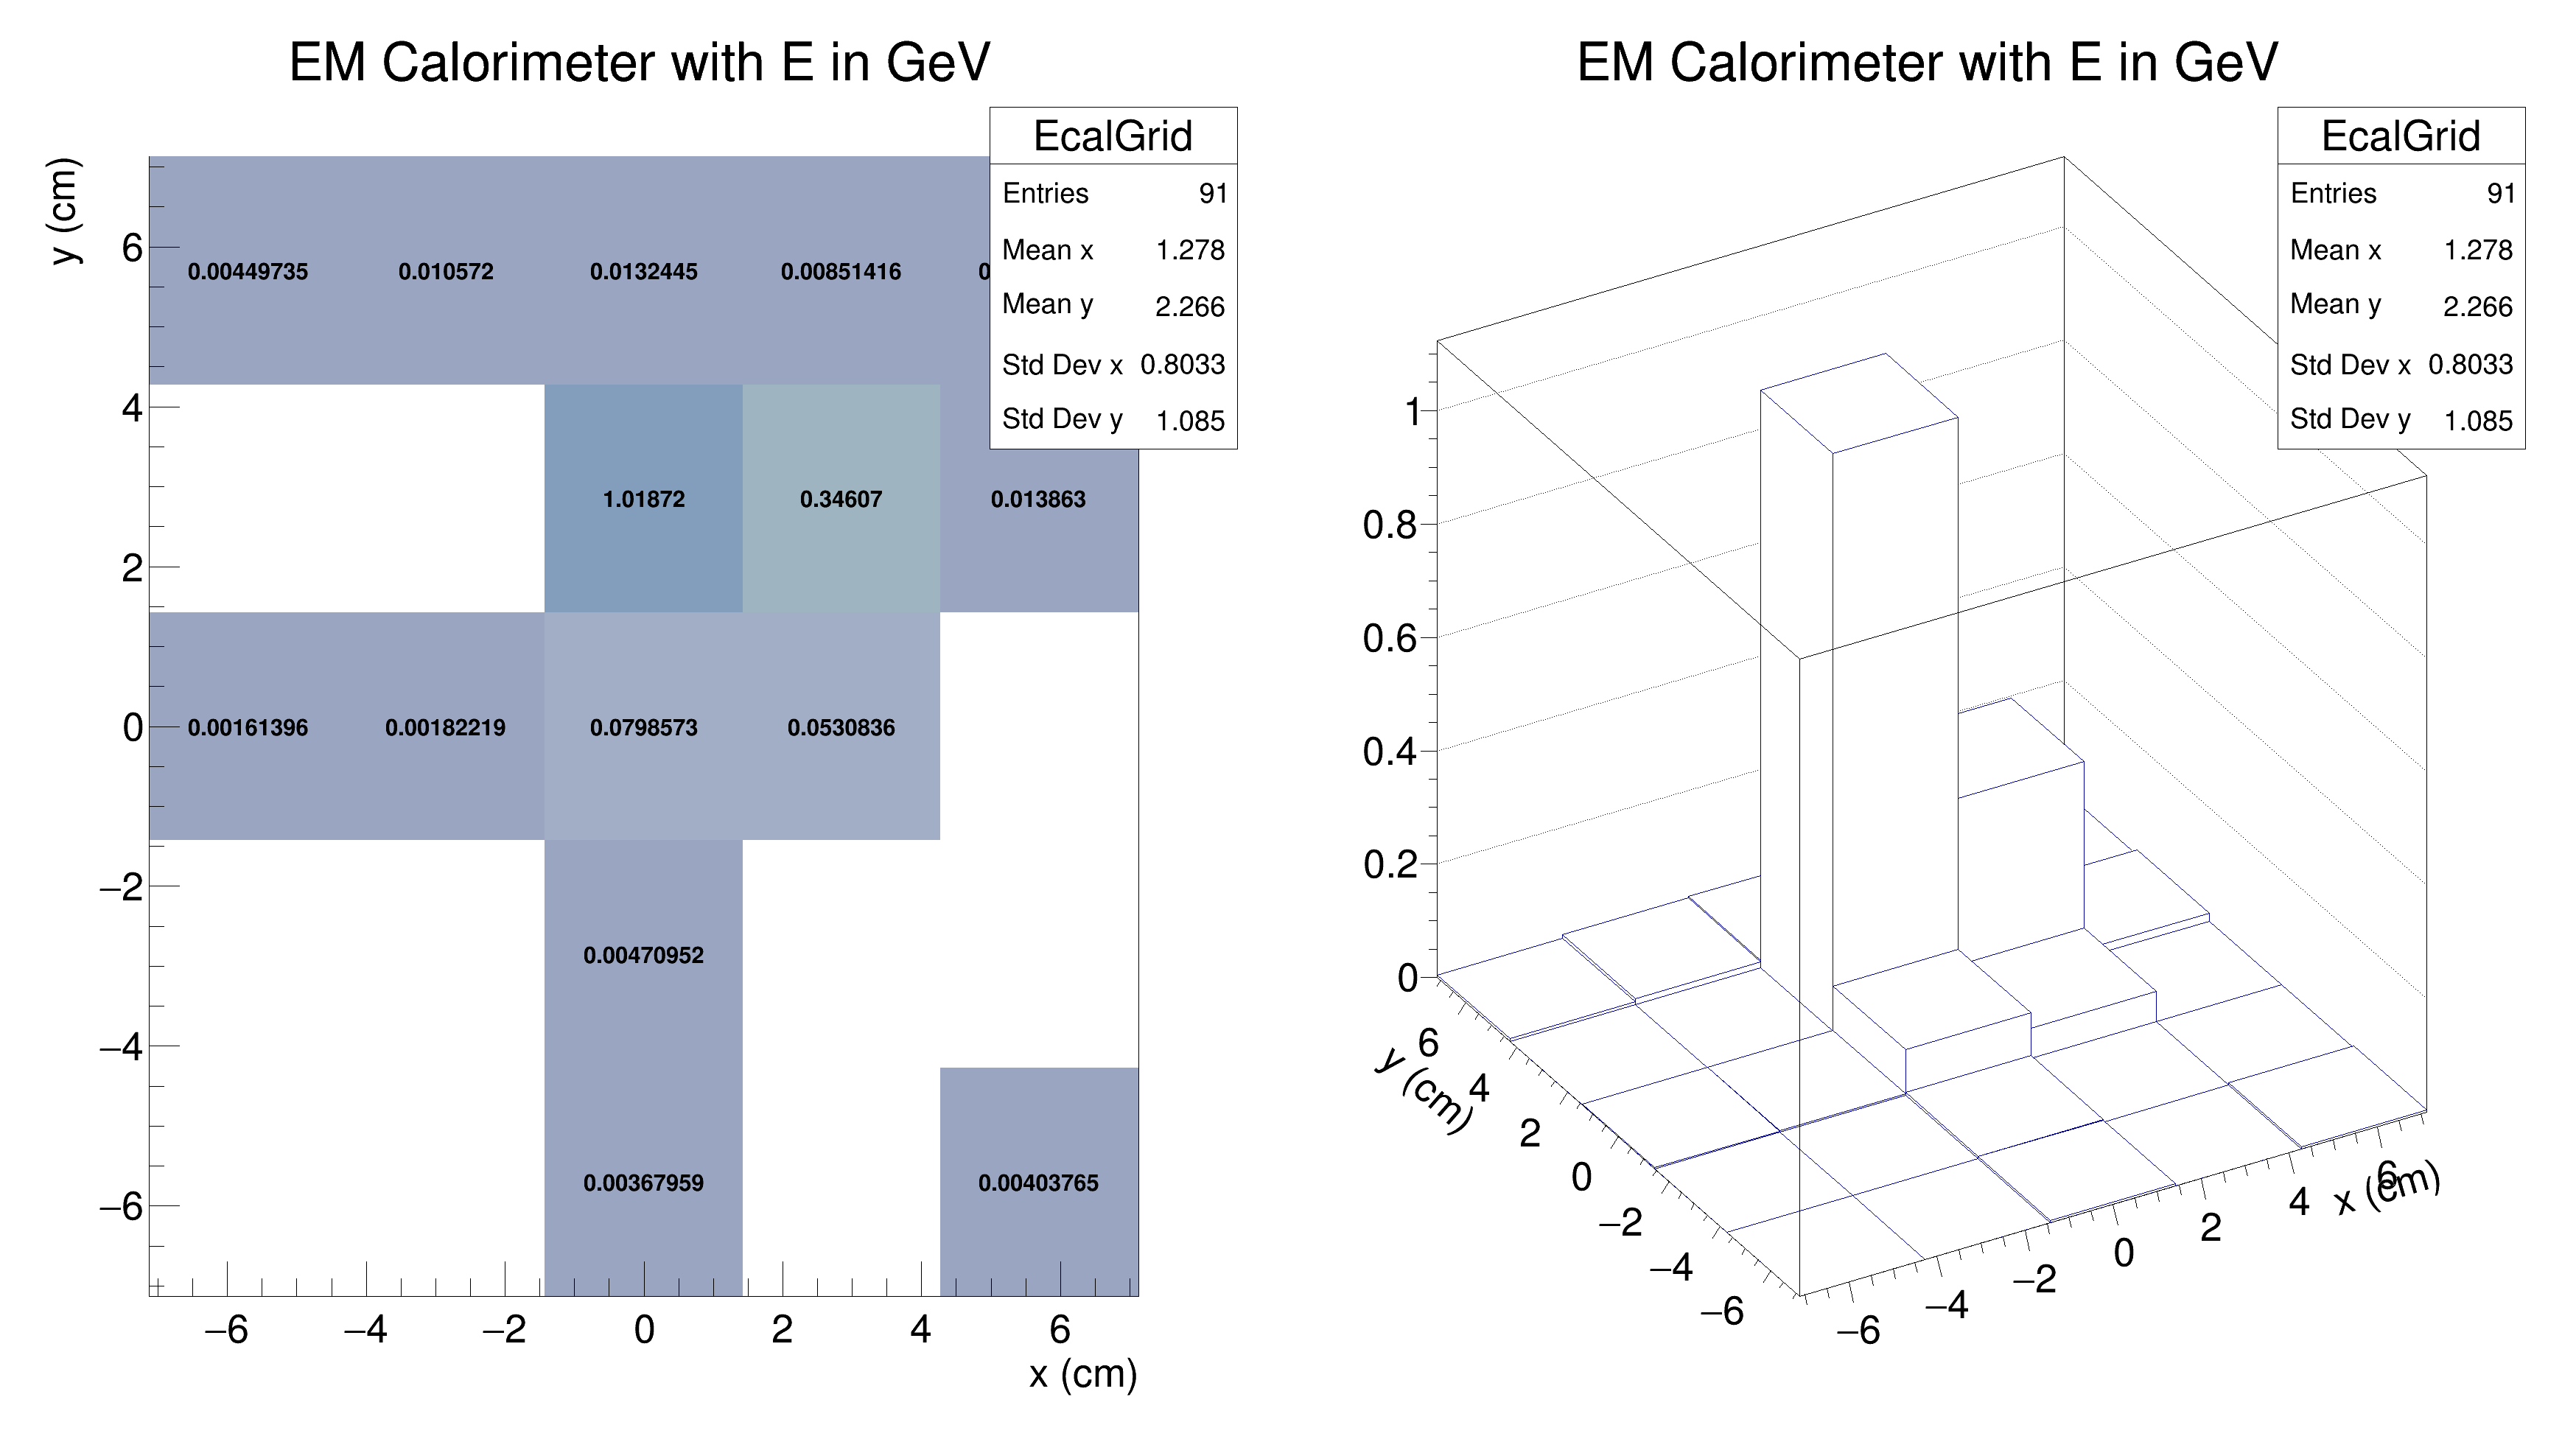 EM Calorimeter with E in GeV
EcalGrid
Entries 91
Mean x 1.278
Mean y 2.266
Std Dev x 0.8033
Std Dev y 1.085
y (cm)
6
4
2
0
−2
−4
−6
0.00449735 0.010572 0.0132445 0.00851416
1.01872 0.34607 0.013863
0.00161396 0.00182219 0.0798573 0.0530836
0.00470952
0.00367959 0.00403765
−6 −4 −2 0 2 4 6
x (cm)
EM Calorimeter with E in GeV
EcalGrid
Entries 91
Mean x 1.278
Mean y 2.266
Std Dev x 0.8033
Std Dev y 1.085
1
0.8
0.6
0.4
0.2
0
6
4
2
0
−2
−4
−6
y (cm)
−6 −4 −2 0 2 4 6
x (cm)